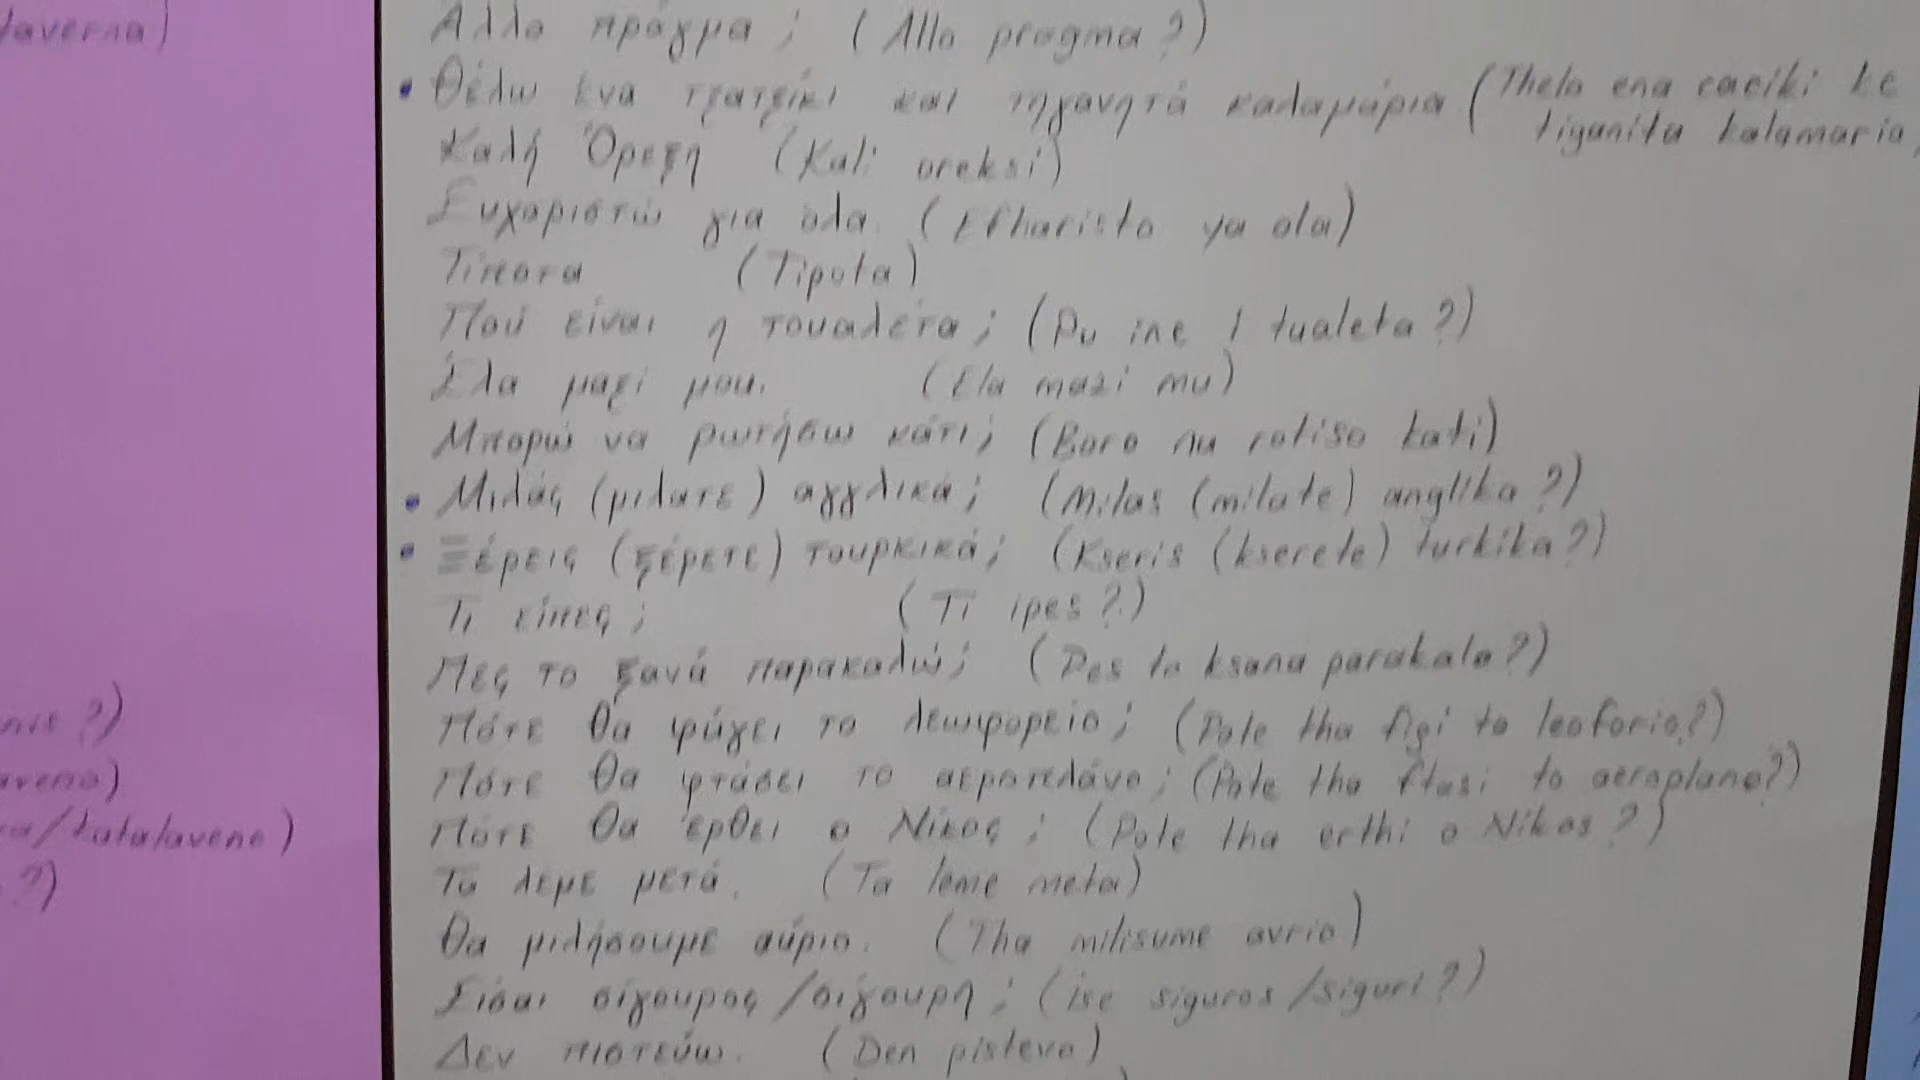 taverna)
Άλλο πράγμα ; (Allo pragma ?)
• Θέλω ένα τζατζίκι και τηγανητά καλαμάρια (Thelo ena caciki ke
tiganita kalamaria
Καλή Όρεξη (Kali oreksi)
Ευχαριστώ για όλα. (Efharisto ya ola)
Τίποτα (Tipota)
Πού είναι η τουαλέτα ; (Pu ine I tualeta ?)
Έλα μαζί μου. (Ela mazi mu)
Μπορώ να ρωτήσω κάτι ; (Boro na rotiso kati)
• Μιλάς (μιλατε) αγγλικά ; (Milas (milate) anglika ?)
• Ξέρεις (ξέρετε) τουρκικά ; (Kseris (kserete) turkika ?)
Τι είπες ; (Ti ipes ?)
Πες το ξανά παρακαλώ ; (Pes to ksana parakalo ?)
Πότε θα φύγει το λεωφορείο ; (Pote tha figi to leoforio ?)
Πότε θα φτάσει το αεροπλάνο ; (Pote tha ftasi to aeroplano ?)
Πότε θα έρθει ο Νίκος ; (Pote tha erthi o Nikos ?)
Τα λεμε μετά. (Ta leme meta)
Θα μιλήσουμε αύριο. (Tha milisume avrio)
Είσαι σίγουρος / σίγουρη ; (ise siguros / siguri ?)
Δεν πιστεύω. (Den pistevo)
?)
/katalaveno)
?)